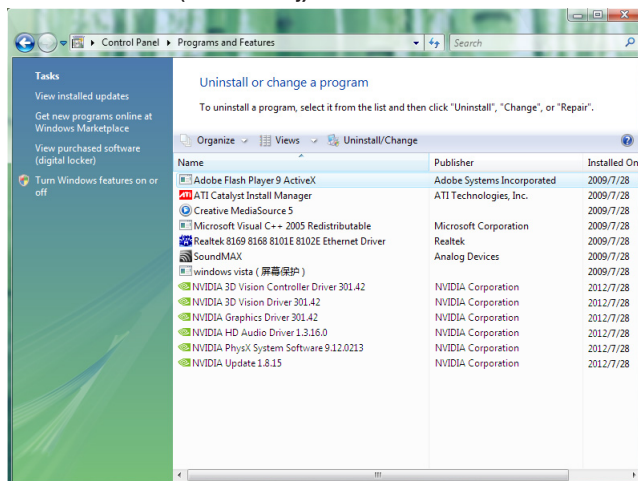 Control Panel ▸ Programs and Features
Search
Tasks
View installed updates
Get new programs online at
Windows Marketplace
View purchased software
(digital locker)
Turn Windows features on or
off
Uninstall or change a program
To uninstall a program, select it from the list and then click "Uninstall", "Change", or "Repair".
Organize Views Uninstall/Change
Name Publisher Installed On
Adobe Flash Player 9 ActiveX Adobe Systems Incorporated 2009/7/28
ATI Catalyst Install Manager ATI Technologies, Inc. 2009/7/28
Creative MediaSource 5 2009/7/28
Microsoft Visual C++ 2005 Redistributable Microsoft Corporation 2009/7/28
Realtek 8169 8168 8101E 8102E Ethernet Driver Realtek 2009/7/28
SoundMAX Analog Devices 2009/7/28
windows vista ( 屏幕保护 ) 2009/7/28
NVIDIA 3D Vision Controller Driver 301.42 NVIDIA Corporation 2012/7/28
NVIDIA 3D Vision Driver 301.42 NVIDIA Corporation 2012/7/28
NVIDIA Graphics Driver 301.42 NVIDIA Corporation 2012/7/28
NVIDIA HD Audio Driver 1.3.16.0 NVIDIA Corporation 2012/7/28
NVIDIA PhysX System Software 9.12.0213 NVIDIA Corporation 2012/7/28
NVIDIA Update 1.8.15 NVIDIA Corporation 2012/7/28